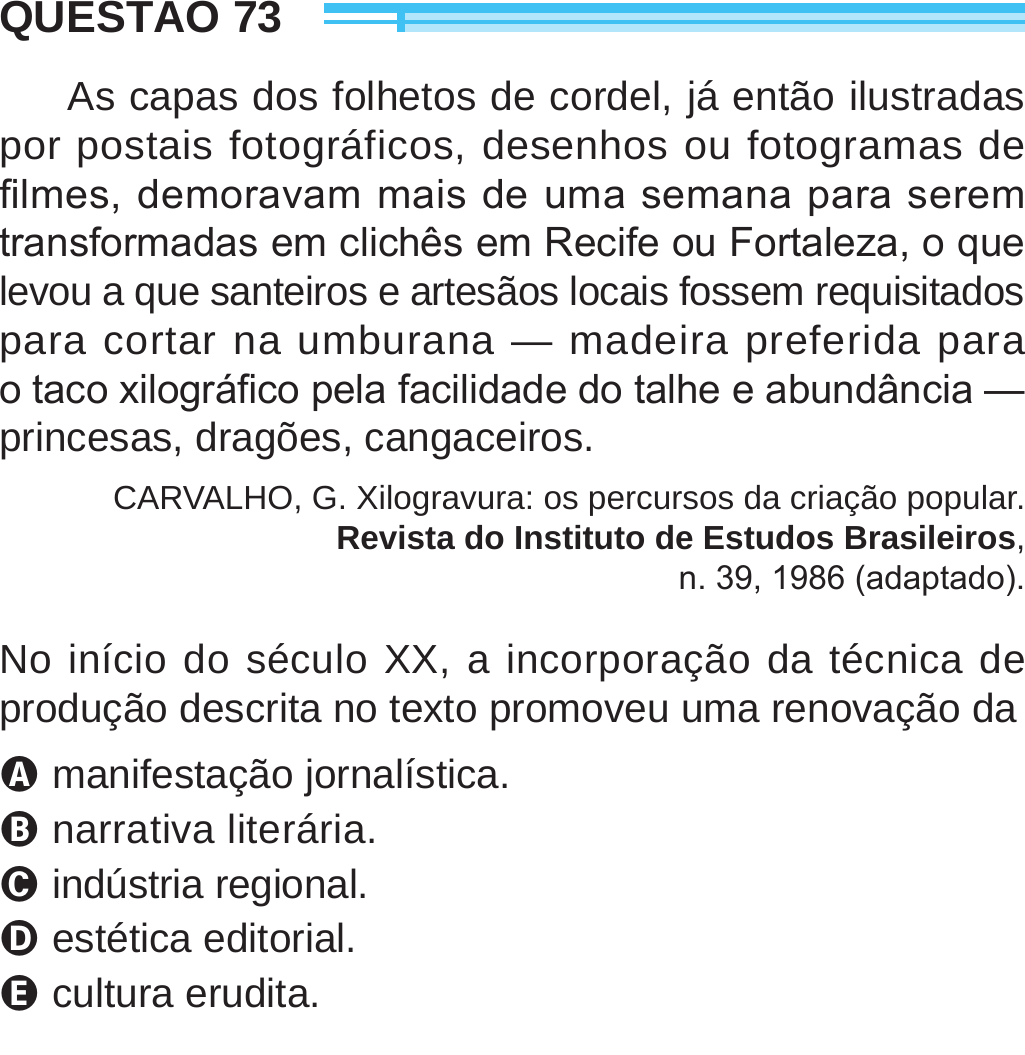 QUESTÃO 73
As capas dos folhetos de cordel, já então ilustradas
por postais fotográficos, desenhos ou fotogramas de
filmes, demoravam mais de uma semana para serem
transformadas em clichês em Recife ou Fortaleza, o que
levou a que santeiros e artesãos locais fossem requisitados
para cortar na umburana — madeira preferida para
o taco xilográfico pela facilidade do talhe e abundância —
princesas, dragões, cangaceiros.
CARVALHO, G. Xilogravura: os percursos da criação popular.
Revista do Instituto de Estudos Brasileiros,
n. 39, 1986 (adaptado).
No início do século XX, a incorporação da técnica de
produção descrita no texto promoveu uma renovação da
A manifestação jornalística.
B narrativa literária.
C indústria regional.
D estética editorial.
E cultura erudita.